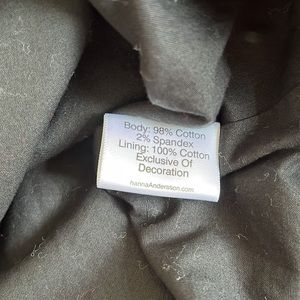 Body: 98% Cotton
2% Spandex
Lining: 100% Cotton
Exclusive Of
Decoration
hannaAndersson.com